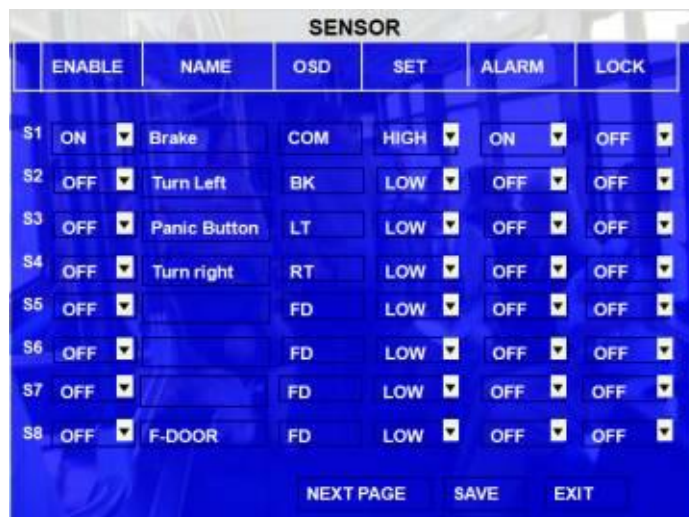 SENSOR
ENABLE NAME OSD SET ALARM LOCK
S1 ON Brake COM HIGH ON OFF
S2 OFF Turn Left BK LOW OFF OFF
S3 OFF Panic Button LT LOW OFF OFF
S4 OFF Turn right RT LOW OFF OFF
S5 OFF FD LOW OFF OFF
S6 OFF FD LOW OFF OFF
S7 OFF FD LOW OFF OFF
S8 OFF F-DOOR FD LOW OFF OFF
NEXT PAGE SAVE EXIT